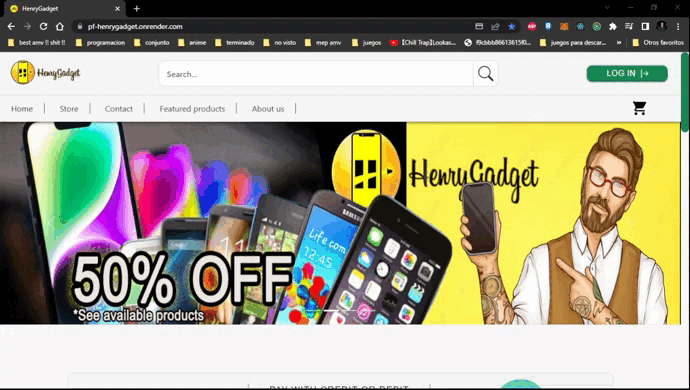 HenryGadget
pf-henrygadget.onrender.com
best amv !! shit !!
programacion
conjunto
anime
terminado
no visto
mep amv
juegos
【Chill Trap】Lookas...
f9cbbb86613615f0...
juegos para descar...
»
Otros favoritos
HenryGadget
Search...
LOG IN
Home
Store
Contact
Featured products
About us
HenryGadget
SAMSUNG
Life com
12:45
50% OFF
*See available products
PAY WITH CREDIT OR DEBIT